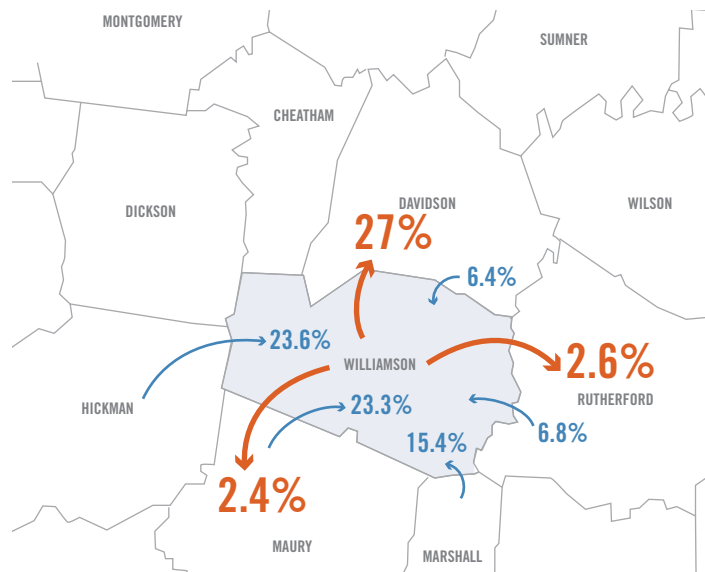 MONTGOMERY
SUMNER
CHEATHAM
DICKSON
DAVIDSON
WILSON
27%
6.4%
23.6%
WILLIAMSON
2.6%
RUTHERFORD
HICKMAN
23.3%
15.4%
6.8%
2.4%
MAURY
MARSHALL